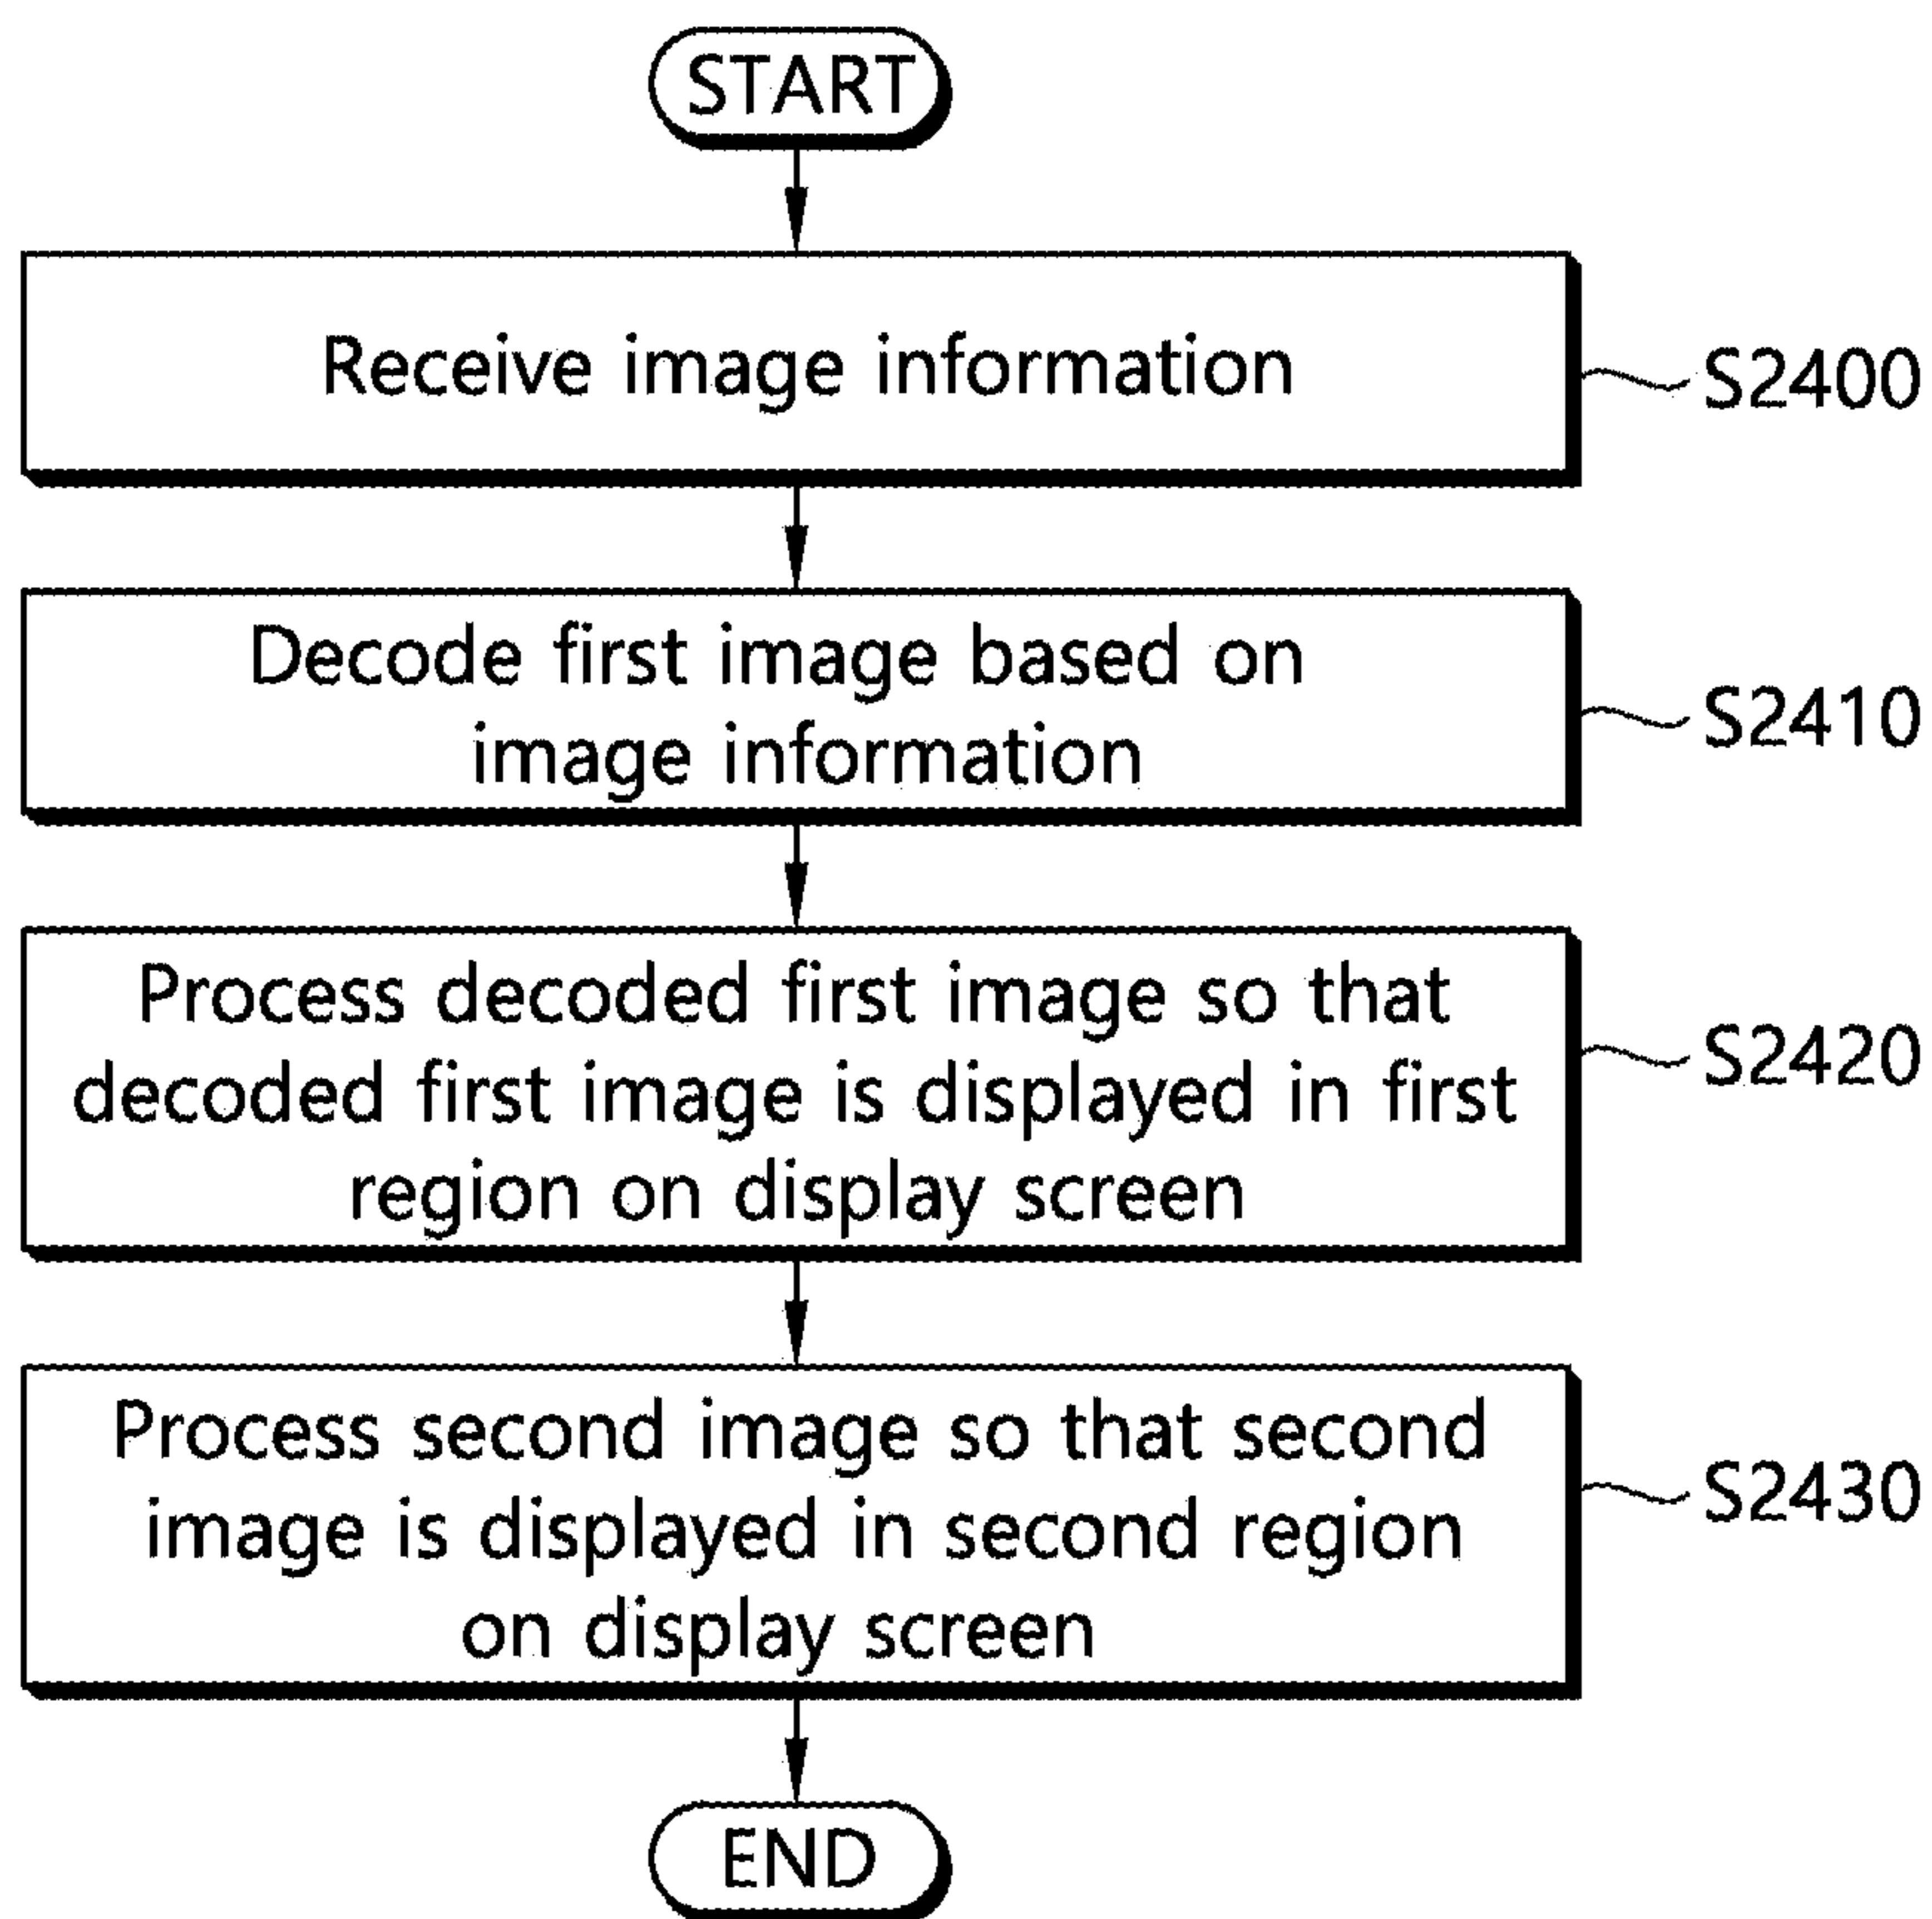 START
Receive image information
S2400
Decode first image based on
image information
S2410
Process decoded first image so that
decoded first image is displayed in first
region on display screen
S2420
Process second image so that second
image is displayed in second region
on display screen
S2430
END